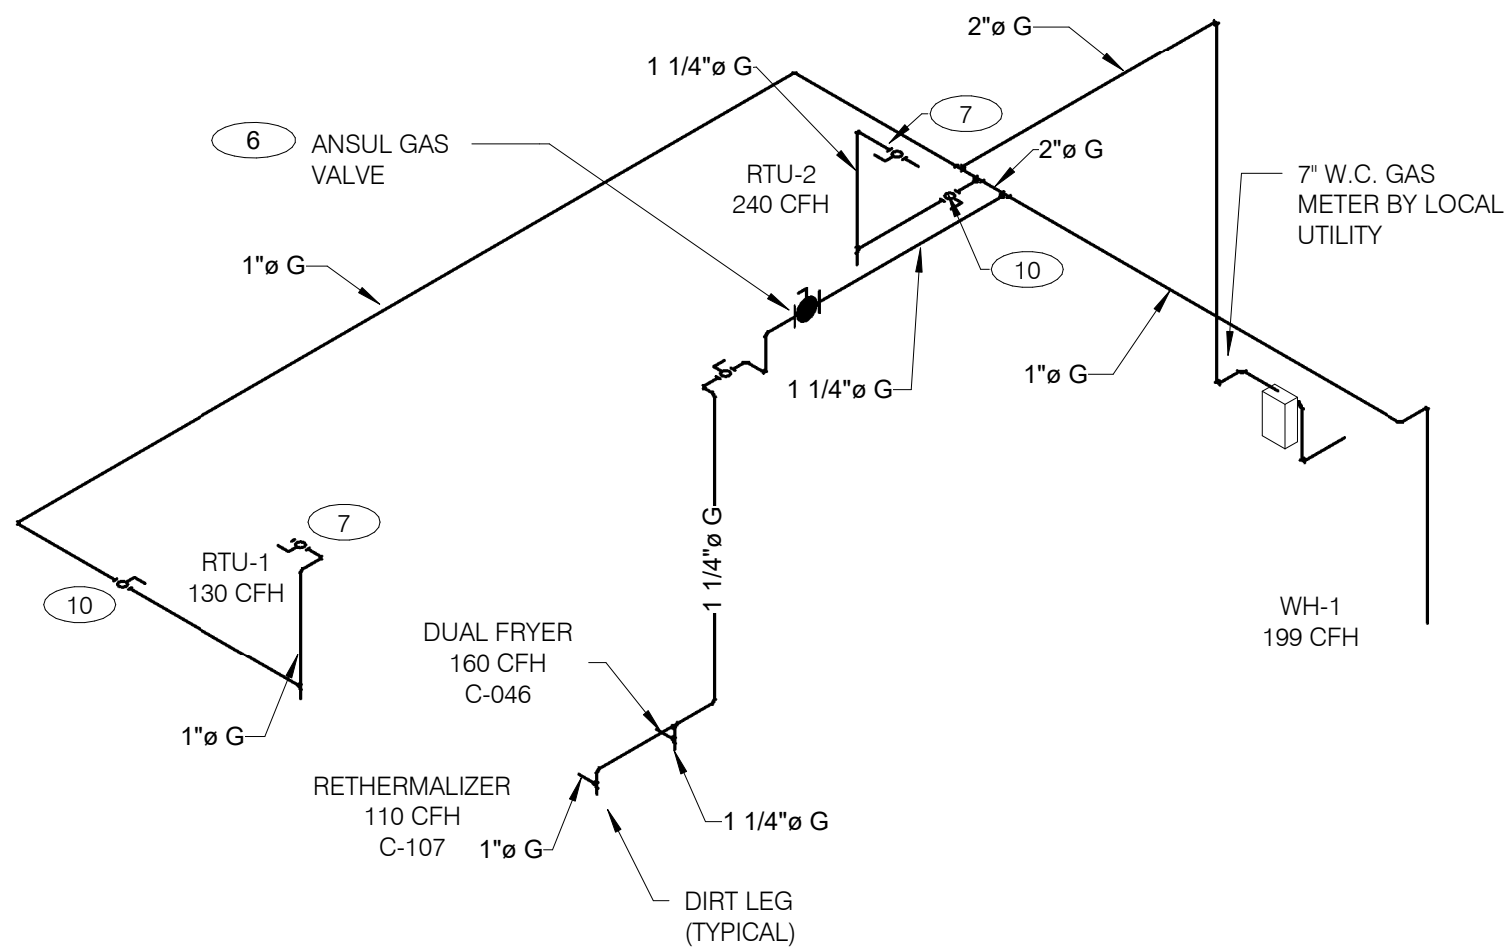 2"ø G
1 1/4"ø G
7
6
ANSUL GAS
VALVE
2"ø G
RTU-2
240 CFH
7" W.C. GAS
METER BY LOCAL
UTILITY
1"ø G
10
1"ø G
1 1/4"ø G
7
1 1/4"ø G
RTU-1
130 CFH
10
WH-1
199 CFH
DUAL FRYER
160 CFH
C-046
1"ø G
RETHERMALIZER
110 CFH
C-107
1"ø G
1 1/4"ø G
DIRT LEG
(TYPICAL)